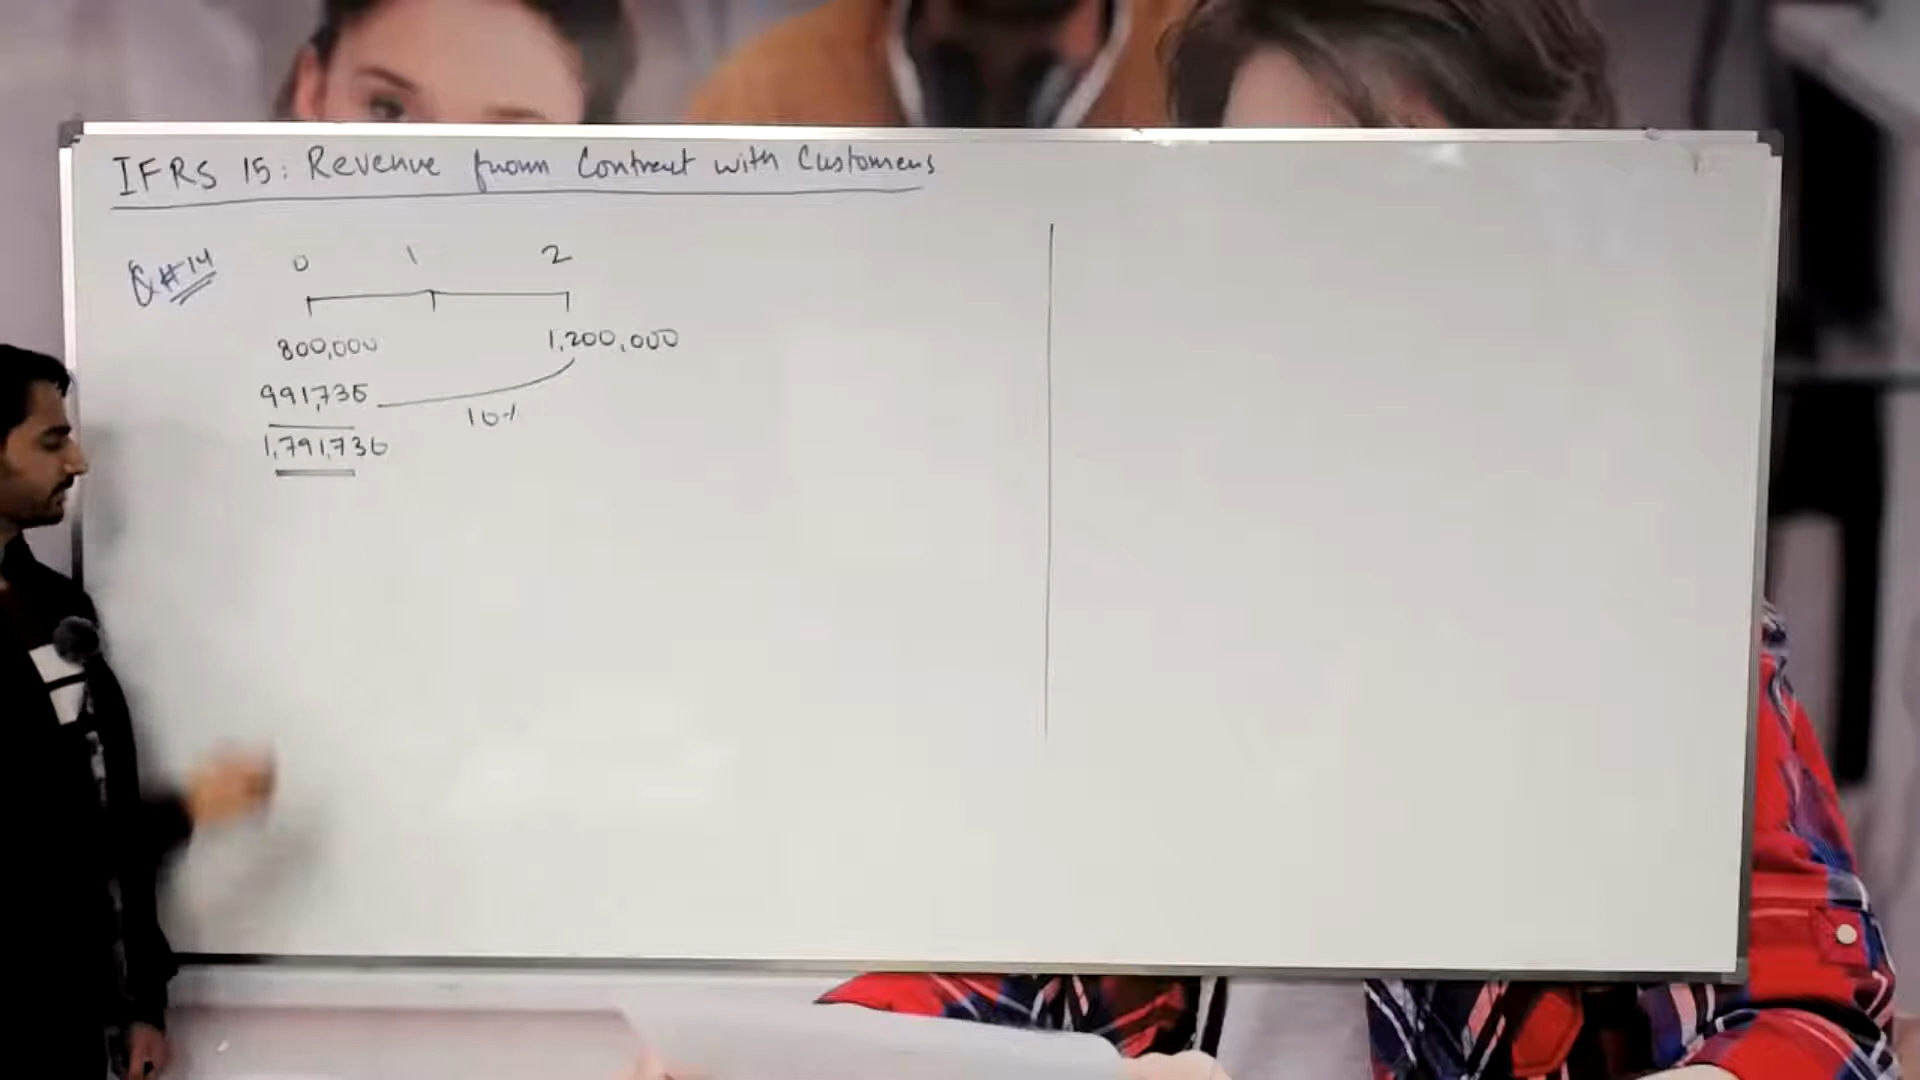 IFRS 15: Revenue from Contract with Customers
Q#14
0 1 2
800,000 1,200,000
991,736
10%
1,791,736